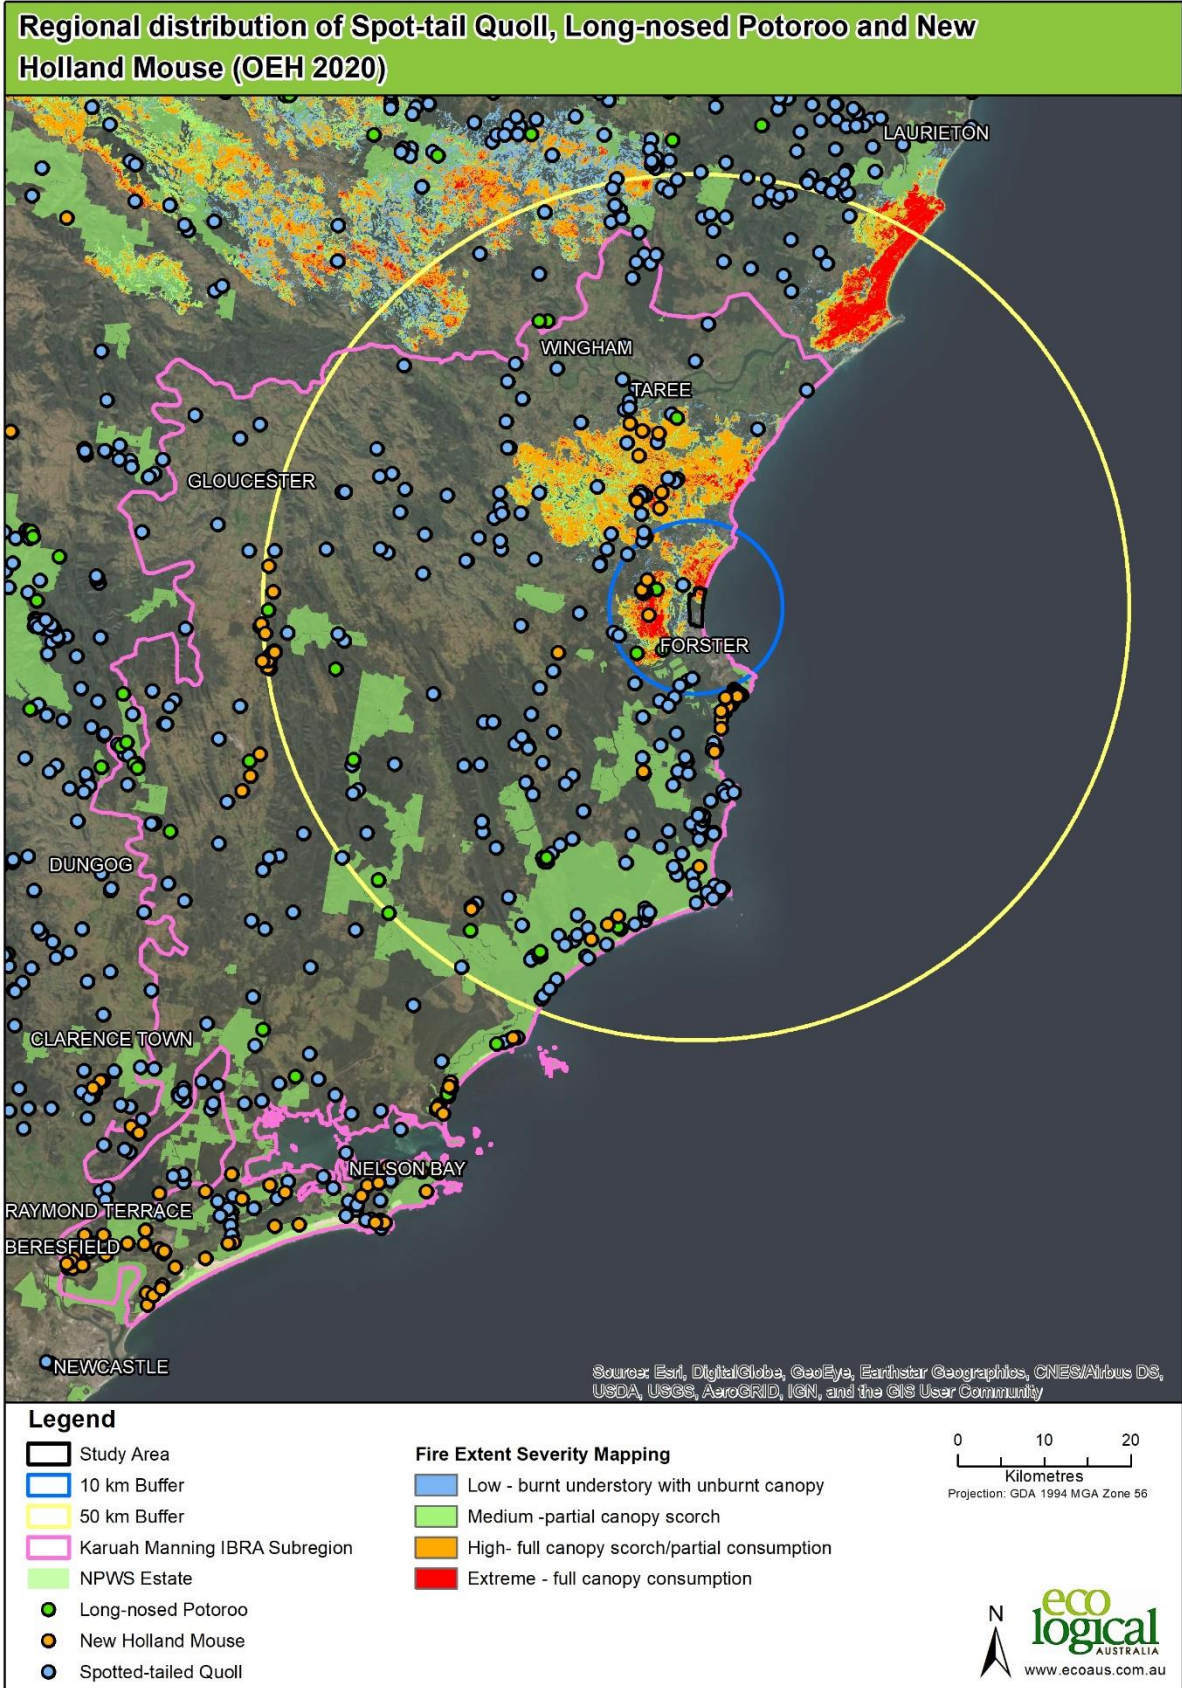 Regional distribution of Spot-tail Quoll, Long-nosed Potoroo and New
Holland Mouse (OEH 2020)
LAURIETON
WINGHAM
TAREE
GLOUCESTER
FORSTER
DUNGOG
CLARENCE TOWN
NELSON BAY
RAYMOND TERRACE
BERESFIELD
NEWCASTLE
Source: Esri, DigitalGlobe, GeoEye, Earthstar Geographics, CNES/Airbus DS,
USDA, USGS, AeroGRID, IGN, and the GIS User Community
Legend
Study Area
10 km Buffer
50 km Buffer
Karuah Manning IBRA Subregion
NPWS Estate
Long-nosed Potoroo
New Holland Mouse
Spotted-tailed Quoll
Fire Extent Severity Mapping
Low - burnt understory with unburnt canopy
Medium -partial canopy scorch
High- full canopy scorch/partial consumption
Extreme - full canopy consumption
0 10 20
Kilometres
Projection: GDA 1994 MGA Zone 56
N
eco
logical
AUSTRALIA
www.ecoaus.com.au